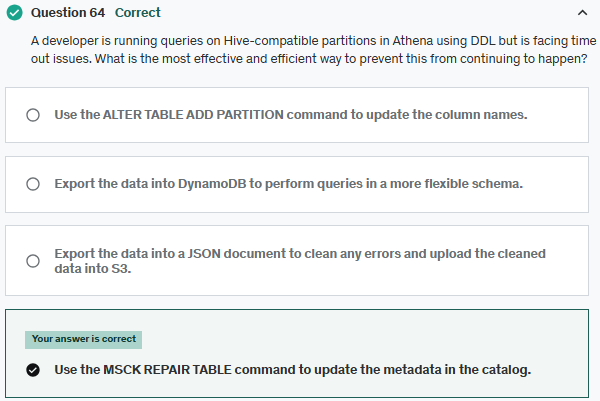 Question 64 Correct
A developer is running queries on Hive-compatible partitions in Athena using DDL but is facing time
out issues. What is the most effective and efficient way to prevent this from continuing to happen?
Use the ALTER TABLE ADD PARTITION command to update the column names.
Export the data into DynamoDB to perform queries in a more flexible schema.
Export the data into a JSON document to clean any errors and upload the cleaned
data into S3.
Your answer is correct
Use the MSCK REPAIR TABLE command to update the metadata in the catalog.